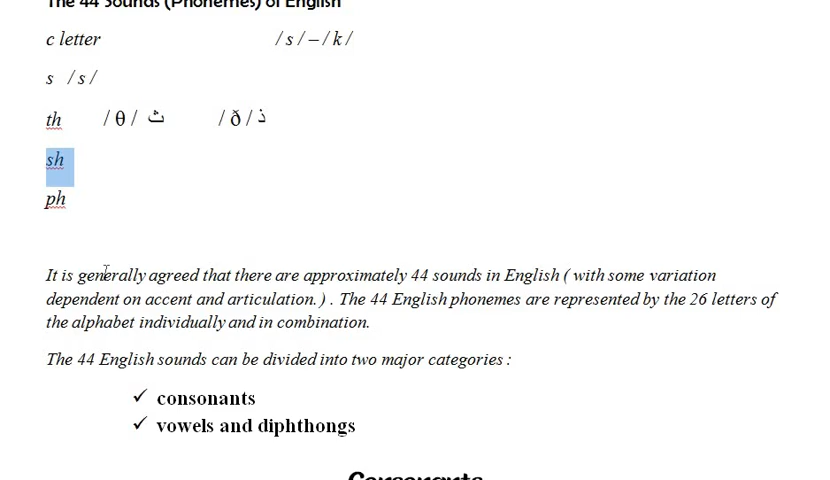 The 44 Sounds (Phonemes) of English
c letter / s / – / k /
s / s /
th / θ / ث / ð / ذ
sh
ph
It is generally agreed that there are approximately 44 sounds in English ( with some variation
dependent on accent and articulation. ) . The 44 English phonemes are represented by the 26 letters of
the alphabet individually and in combination.
The 44 English sounds can be divided into two major categories :
✓ consonants
✓ vowels and diphthongs
Consonants